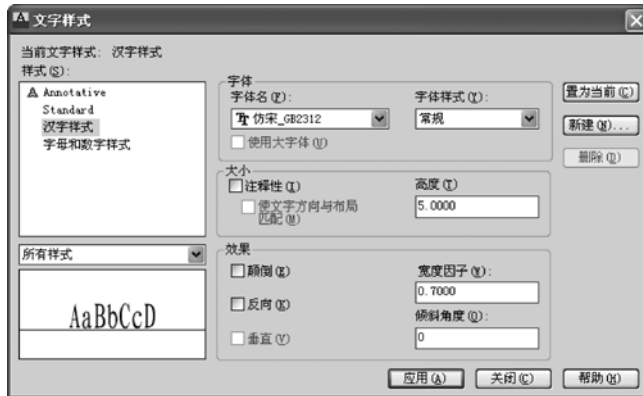 文字样式
当前文字样式: 汉字样式
样式(S):
Annotative
Standard
汉字样式
字母和数字样式
所有样式
AaBbCcD
字体
字体名(F):
仿宋_GB2312
使用大字体(U)
字体样式(Y):
常规
大小
注释性(I)
使文字方向与布局
匹配(M)
高度(T)
5.0000
效果
颠倒(E)
反向(K)
垂直(V)
宽度因子(W):
0.7000
倾斜角度(O):
0
置为当前(C)
新建(N)...
删除(D)
应用(A)
关闭(C)
帮助(H)